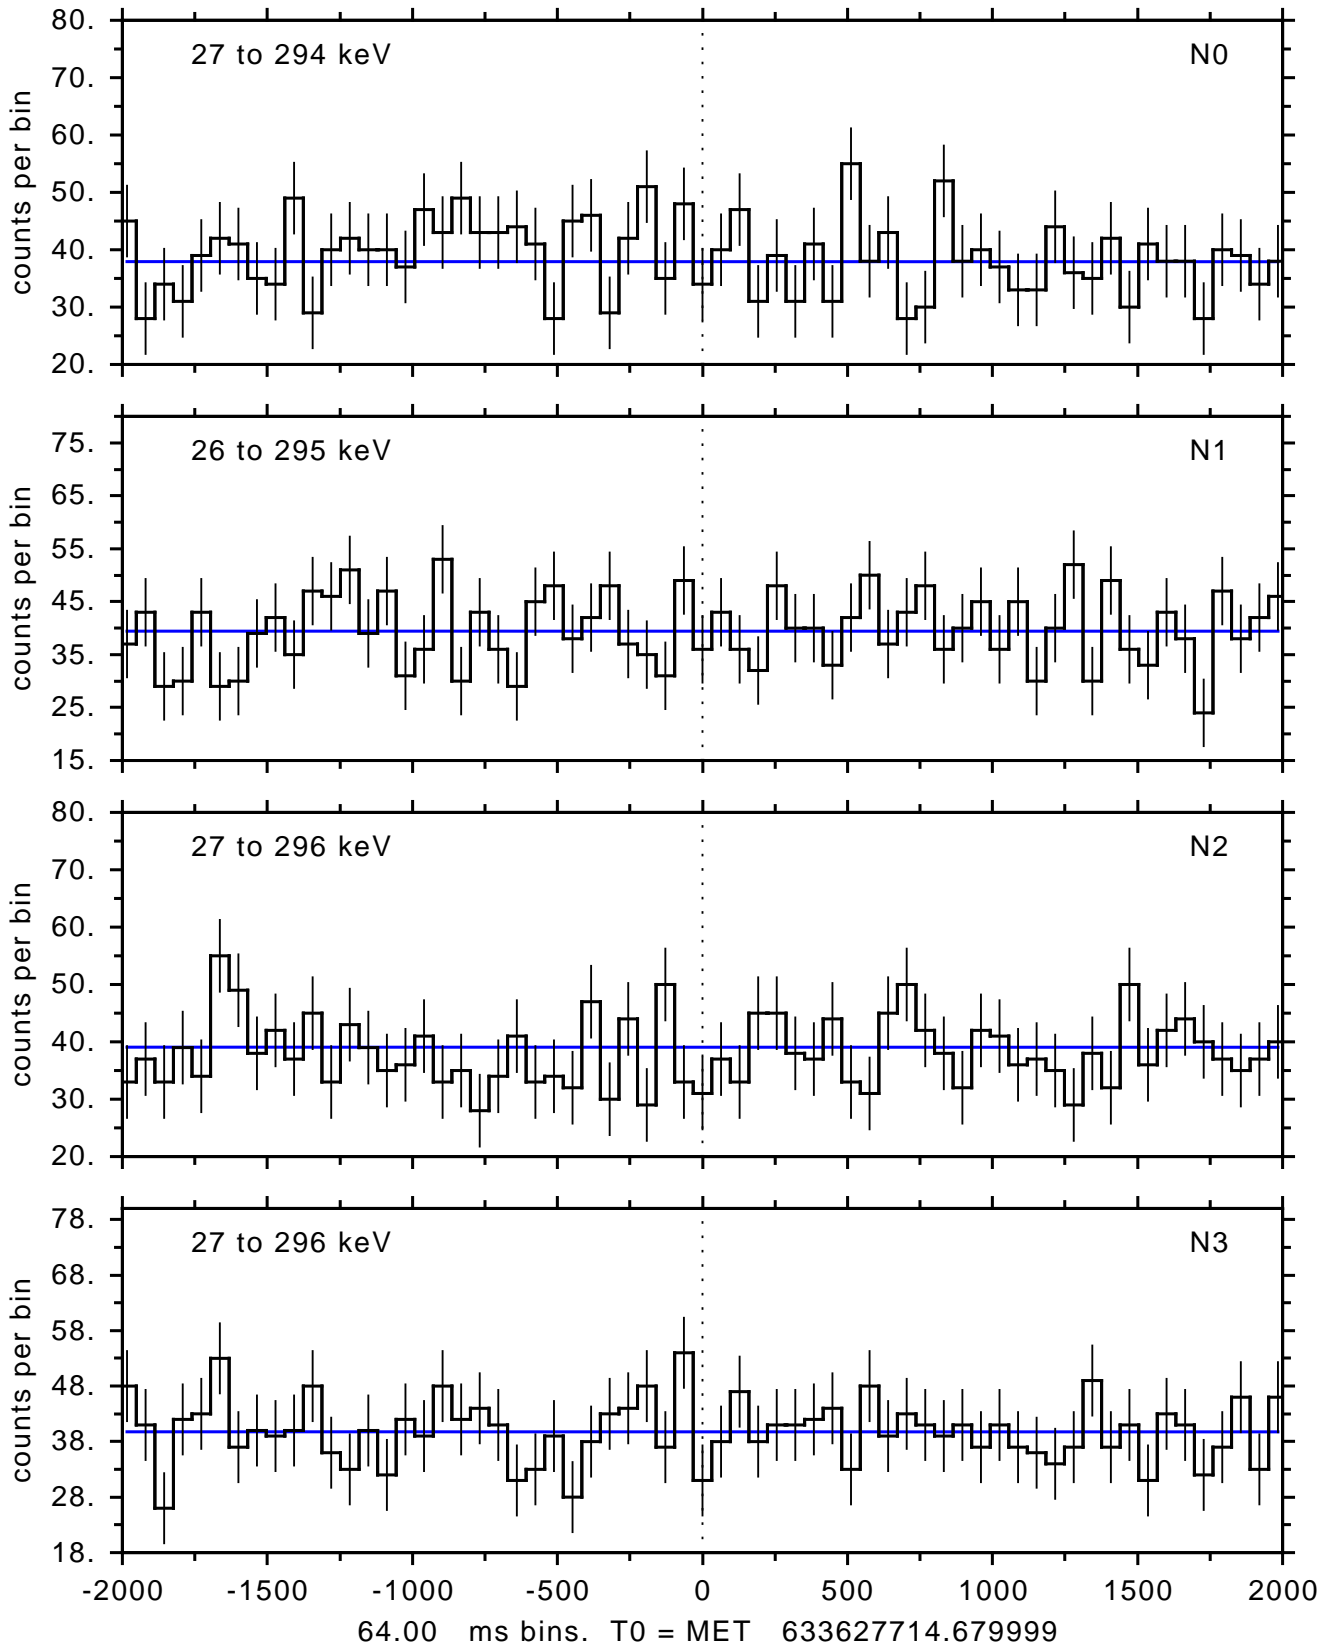 80.
27 to 294 keV N0
70.
60.
50.
40.
30.
20.
counts per bin
26 to 295 keV N1
75.
65.
55.
45.
35.
25.
15.
counts per bin
80.
27 to 296 keV N2
70.
60.
50.
40.
30.
20.
counts per bin
78.
27 to 296 keV N3
68.
58.
48.
38.
28.
18.
counts per bin
-2000 -1500 -1000 -500 0 500 1000 1500 2000
64.00 ms bins. T0 = MET 633627714.679999